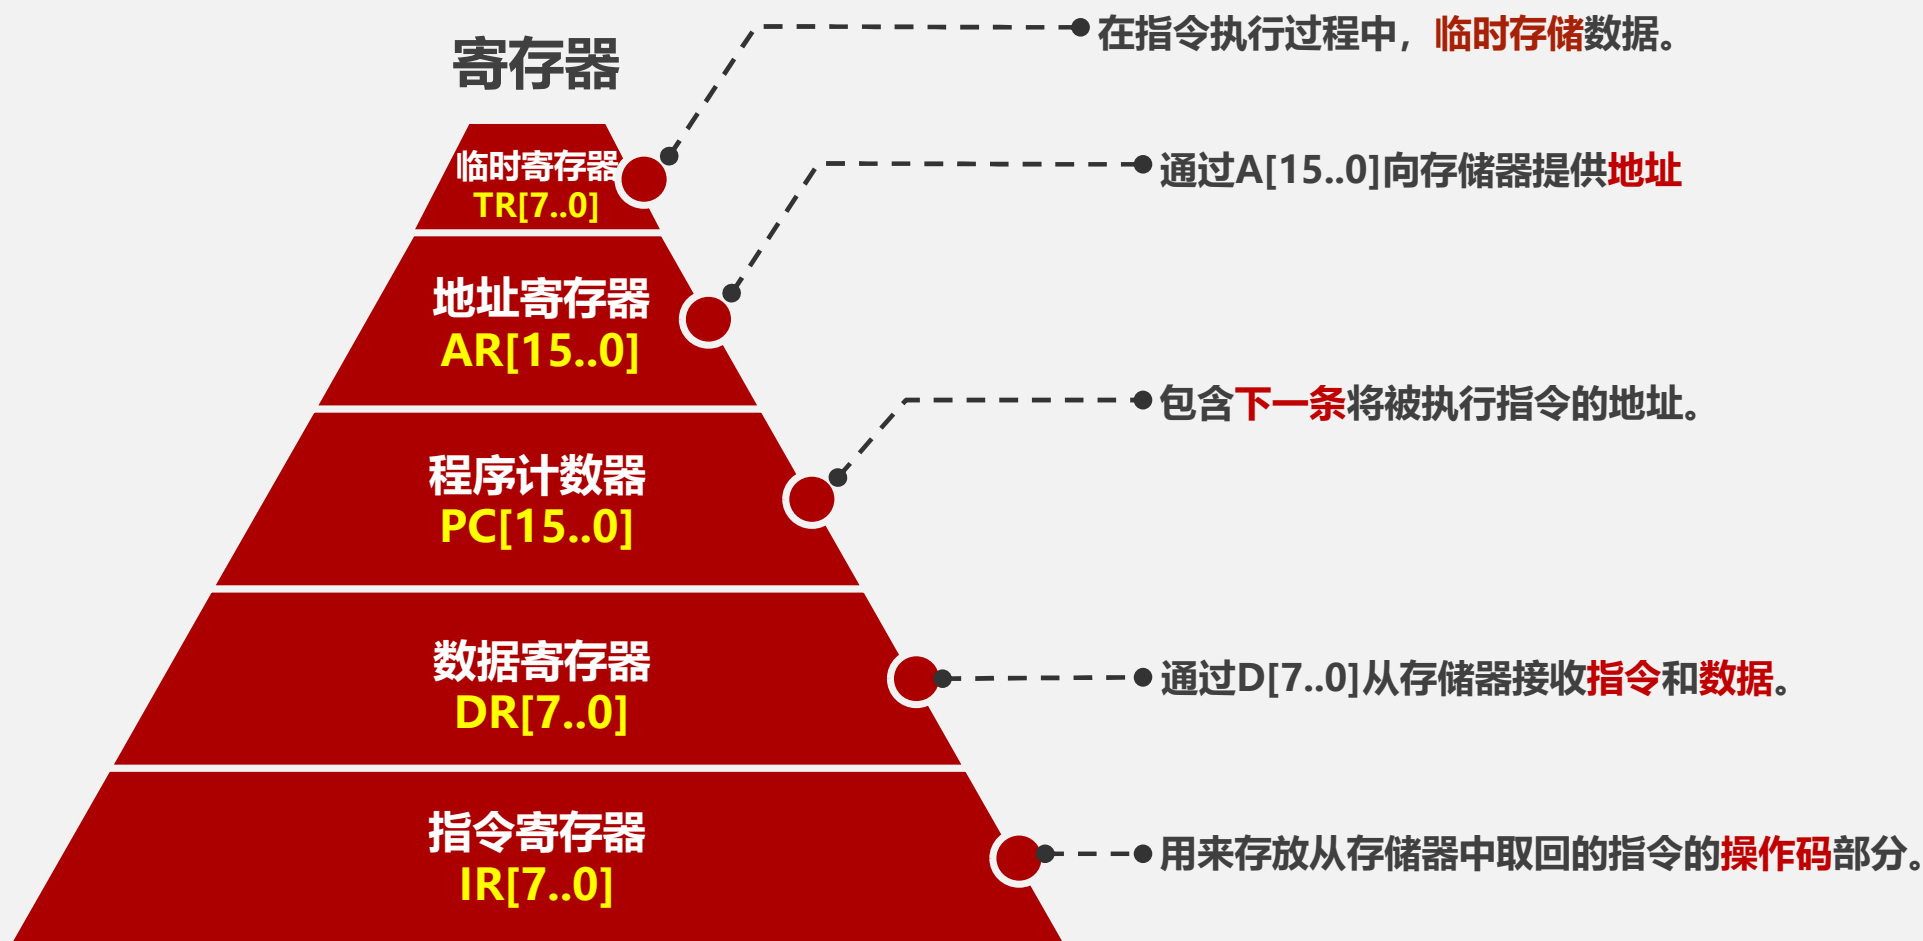 寄存器
在指令执行过程中，临时存储数据。
临时寄存器
TR[7..0]
通过A[15..0]向存储器提供地址
地址寄存器
AR[15..0]
包含下一条将被执行指令的地址。
程序计数器
PC[15..0]
数据寄存器
DR[7..0]
通过D[7..0]从存储器接收指令和数据。
指令寄存器
IR[7..0]
用来存放从存储器中取回的指令的操作码部分。